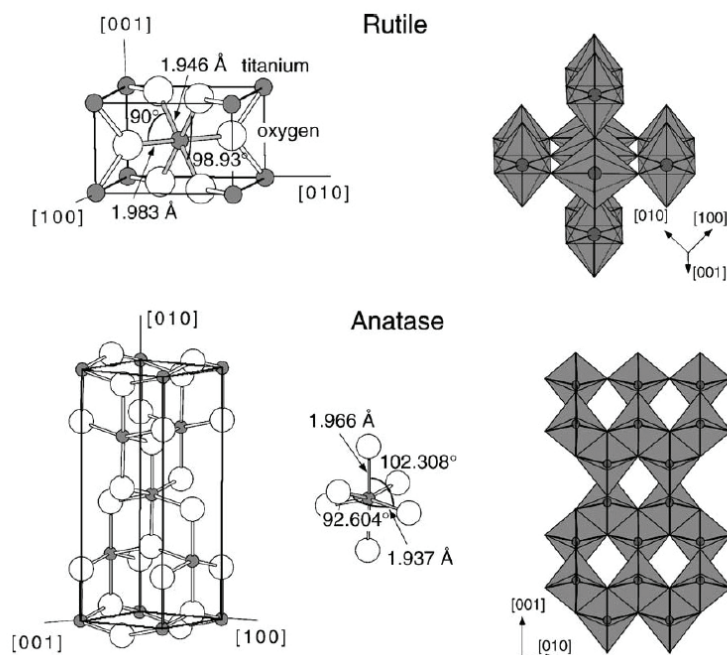 Rutile
[001]
1.946 Å
titanium
90°
oxygen
98.93°
[010]
[100]
1.983 Å
[010]
[100]
[001]
Anatase
[010]
1.966 Å
102.308°
92.604°
1.937 Å
[001]
[100]
[001]
[010]